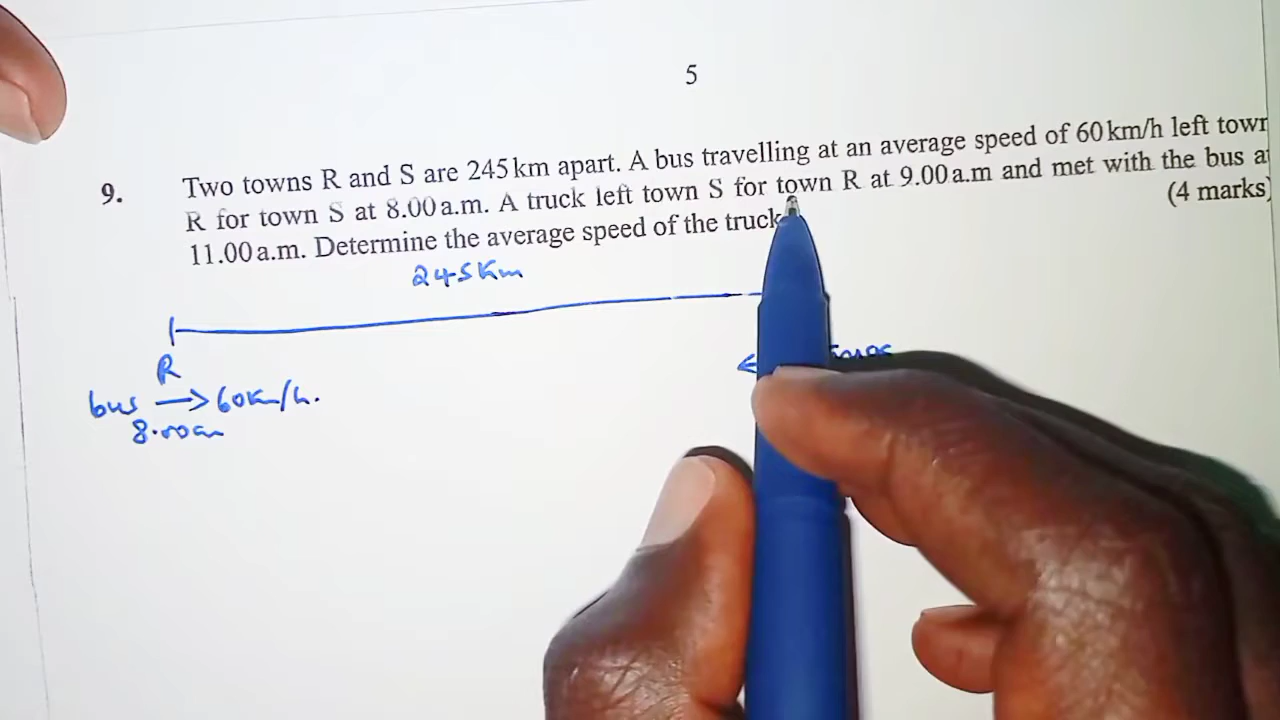 5
9. Two towns R and S are 245 km apart. A bus travelling at an average speed of 60 km/h left town
R for town S at 8.00 a.m. A truck left town S for town R at 9.00 a.m and met with the bus a
11.00 a.m. Determine the average speed of the truck
(4 marks)
245Km
R
bus → 60Km/h.
8.00am
←